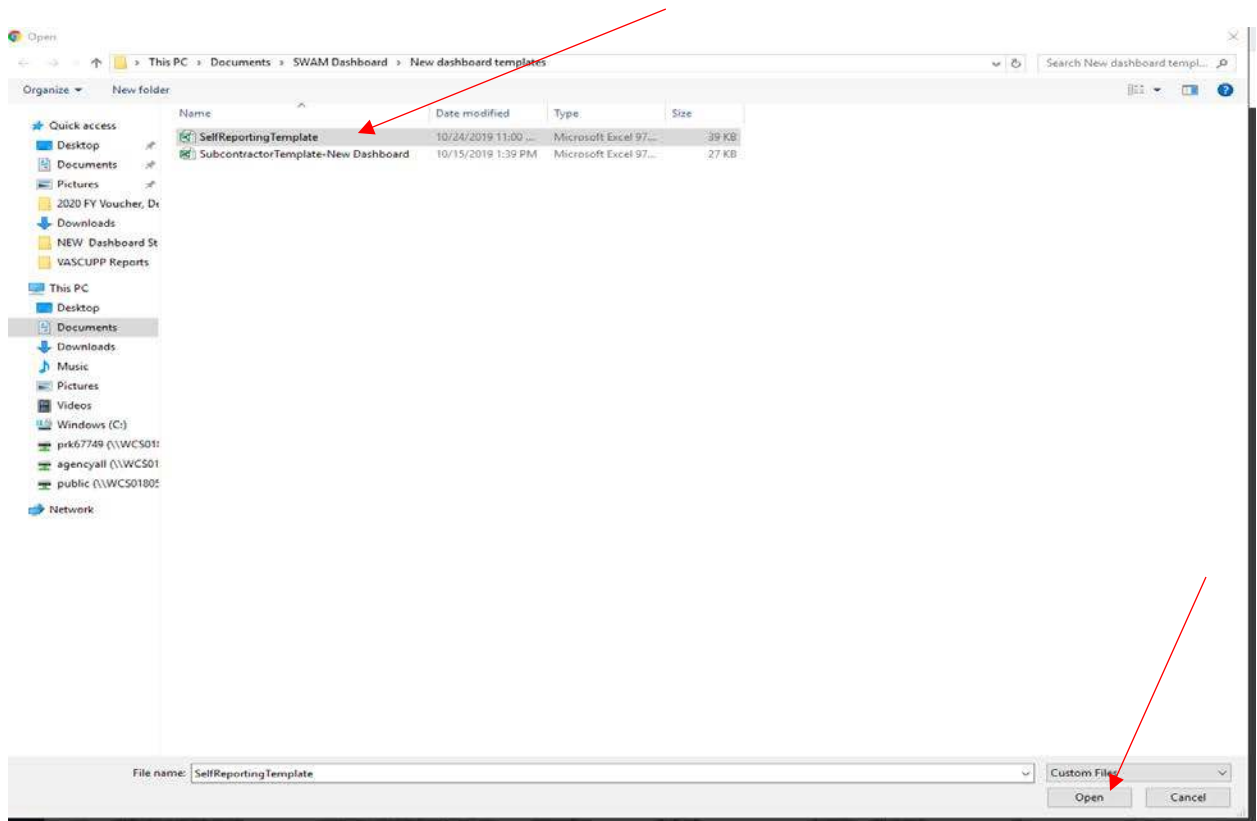 Open
This PC › Documents › SWAM Dashboard › New dashboard templates
Search New dashboard templ...
Organize
New folder
Name
Date modified
Type
Size
Quick access
Desktop
Documents
Pictures
2020 FY Voucher, De
Downloads
NEW Dashboard St
VASCUPP Reports
This PC
Desktop
Documents
Downloads
Music
Pictures
Videos
Windows (C:)
prk67749 (\\WCS01
agencyall (\\WCS01
public (\\WCS01805
Network
SelfReportingTemplate 10/24/2019 11:00 ... Microsoft Excel 97... 39 KB
SubcontractorTemplate-New Dashboard 10/15/2019 1:39 PM Microsoft Excel 97... 27 KB
File name: SelfReportingTemplate
Custom Files
Open
Cancel